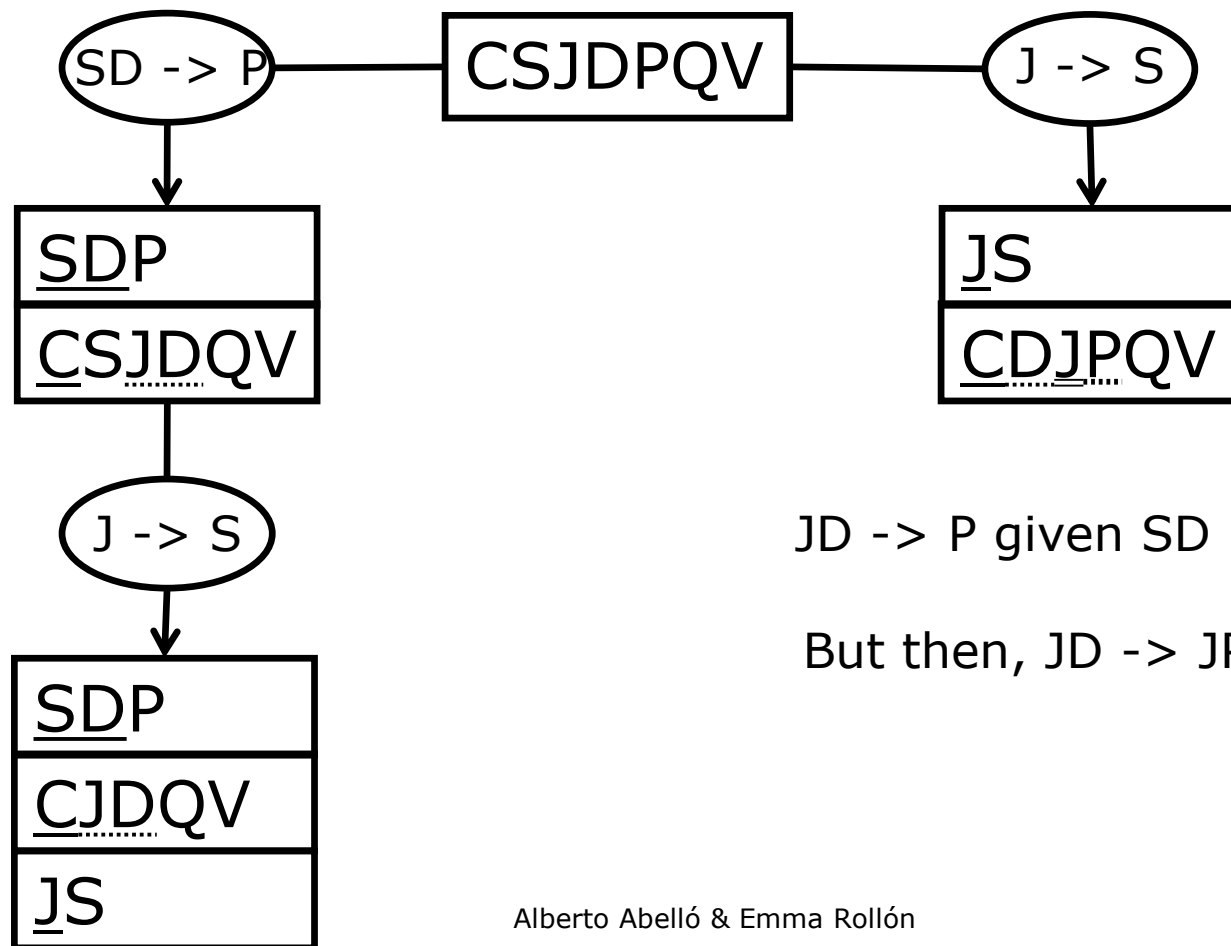 SD -> P
CSJDPQV
J -> S
SDP
CSJDQV
JS
CDJPQV
J -> S
JD -> P given SD
But then, JD -> JP
SDP
CJDQV
JS
Alberto Abelló & Emma Rollón